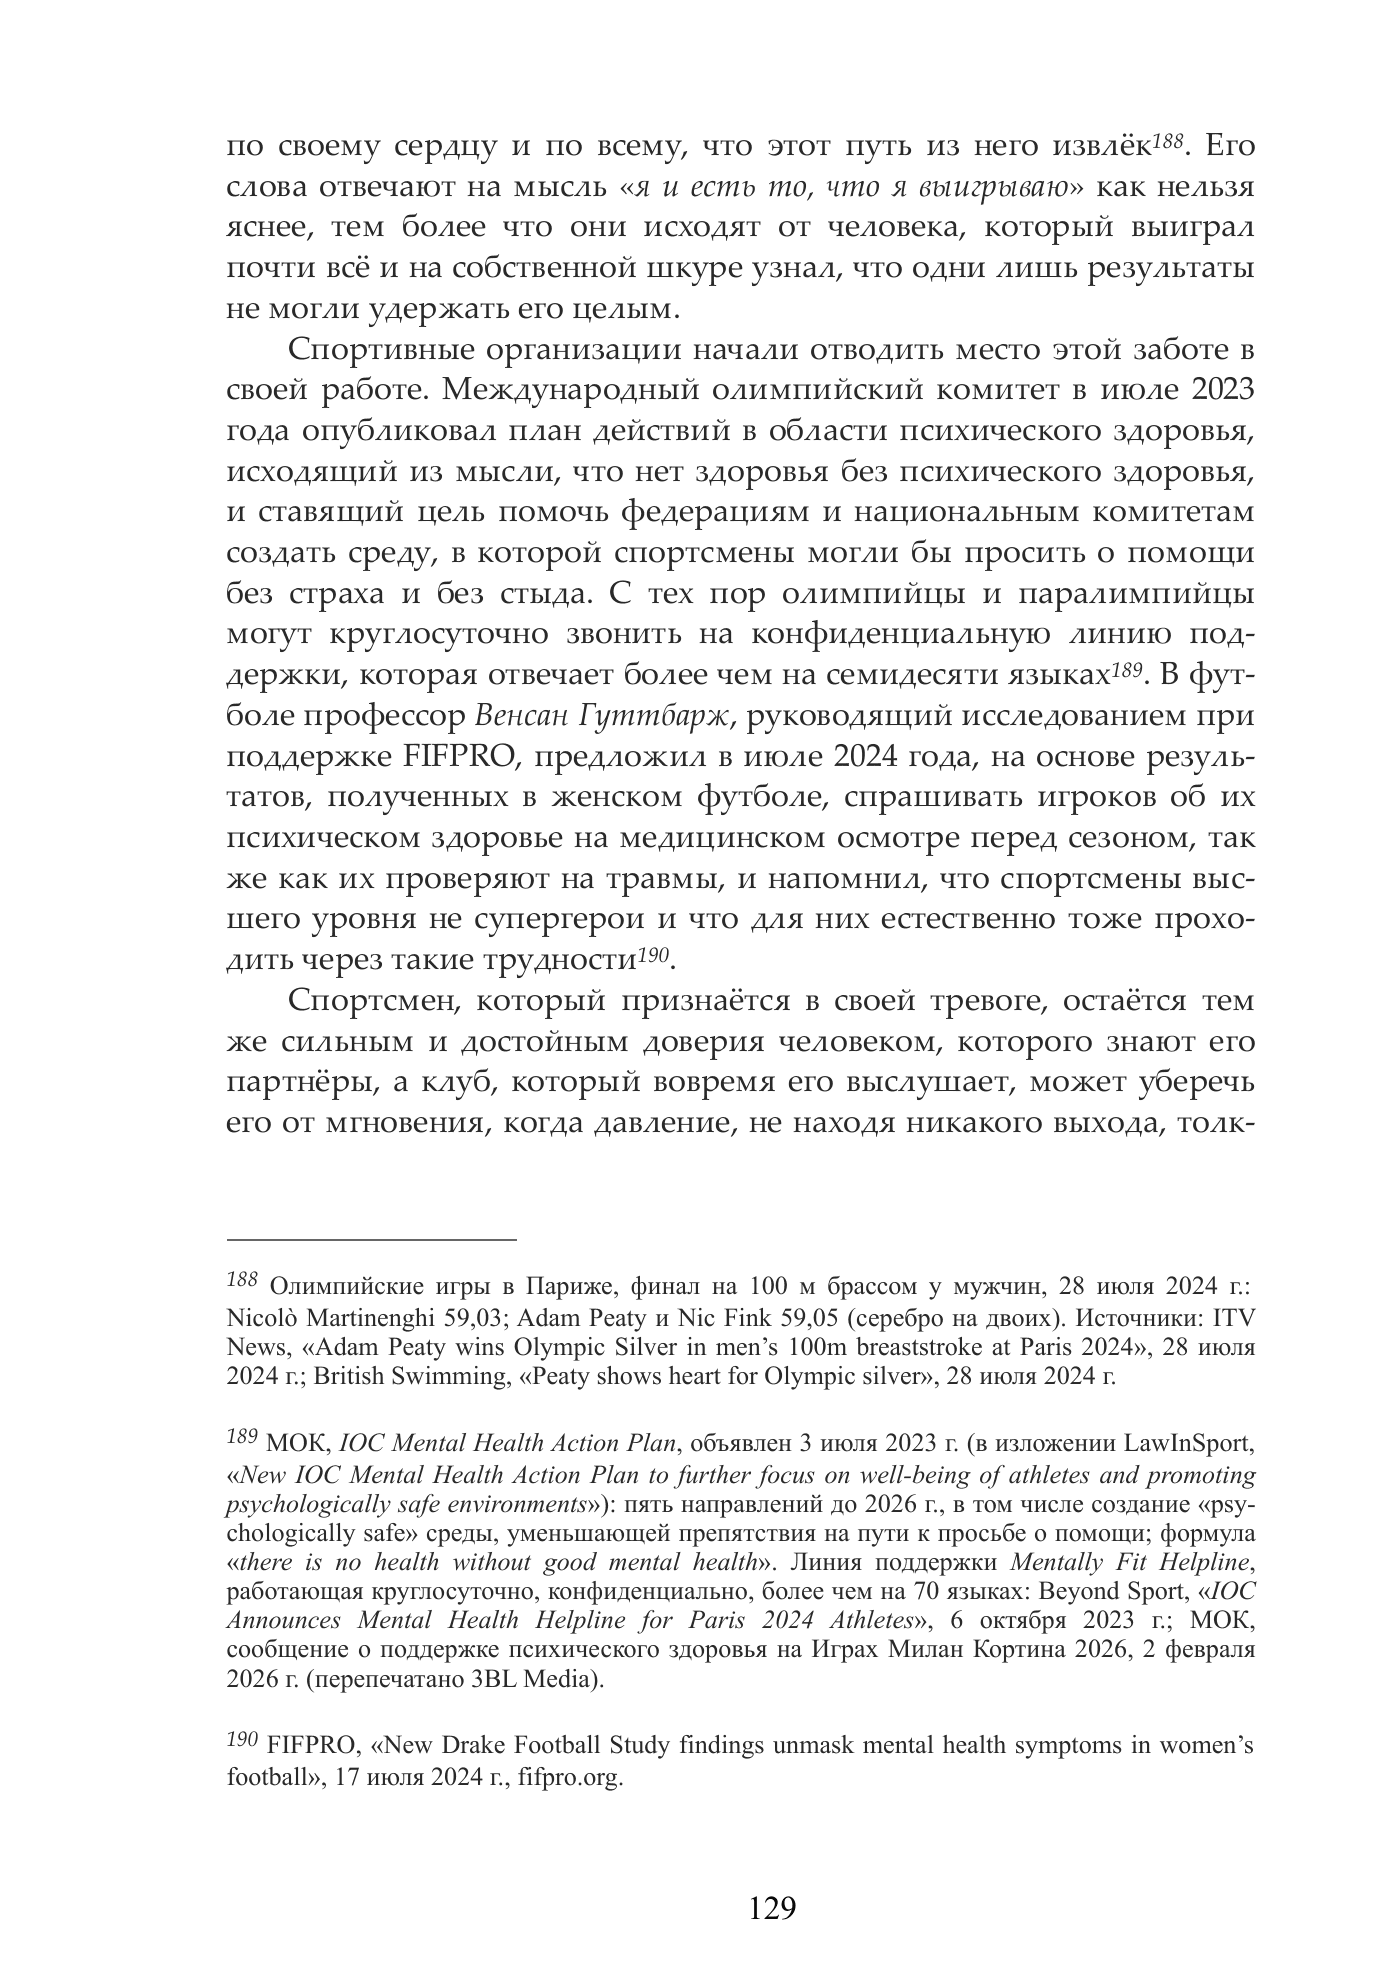 по своему сердцу и по всему, что этот путь из него извлёк188. Его
слова отвечают на мысль «я и есть то, что я выигрываю» как нельзя
яснее, тем более что они исходят от человека, который выиграл
почти всё и на собственной шкуре узнал, что одни лишь результаты
не могли удержать его целым.
Спортивные организации начали отводить место этой заботе в
своей работе. Международный олимпийский комитет в июле 2023
года опубликовал план действий в области психического здоровья,
исходящий из мысли, что нет здоровья без психического здоровья,
и ставящий цель помочь федерациям и национальным комитетам
создать среду, в которой спортсмены могли бы просить о помощи
без страха и без стыда. С тех пор олимпийцы и паралимпийцы
могут круглосуточно звонить на конфиденциальную линию под-
держки, которая отвечает более чем на семидесяти языках189. В фут-
боле профессор Венсан Гуттбарж, руководящий исследованием при
поддержке FIFPRO, предложил в июле 2024 года, на основе резуль-
татов, полученных в женском футболе, спрашивать игроков об их
психическом здоровье на медицинском осмотре перед сезоном, так
же как их проверяют на травмы, и напомнил, что спортсмены выс-
шего уровня не супергерои и что для них естественно тоже прохо-
дить через такие трудности190.
Спортсмен, который признаётся в своей тревоге, остаётся тем
же сильным и достойным доверия человеком, которого знают его
партнёры, а клуб, который вовремя его выслушает, может уберечь
его от мгновения, когда давление, не находя никакого выхода, толк-
188 Олимпийские игры в Париже, финал на 100 м брассом у мужчин, 28 июля 2024 г.:
Nicolò Martinenghi 59,03; Adam Peaty и Nic Fink 59,05 (серебро на двоих). Источники: ITV
News, «Adam Peaty wins Olympic Silver in men’s 100m breaststroke at Paris 2024», 28 июля
2024 г.; British Swimming, «Peaty shows heart for Olympic silver», 28 июля 2024 г.
189 МОК, IOC Mental Health Action Plan, объявлен 3 июля 2023 г. (в изложении LawInSport,
«New IOC Mental Health Action Plan to further focus on well-being of athletes and promoting
psychologically safe environments»): пять направлений до 2026 г., в том числе создание «psy-
chologically safe» среды, уменьшающей препятствия на пути к просьбе о помощи; формула
«there is no health without good mental health». Линия поддержки Mentally Fit Helpline,
работающая круглосуточно, конфиденциально, более чем на 70 языках: Beyond Sport, «IOC
Announces Mental Health Helpline for Paris 2024 Athletes», 6 октября 2023 г.; МОК,
сообщение о поддержке психического здоровья на Играх Милан Кортина 2026, 2 февраля
2026 г. (перепечатано 3BL Media).
190 FIFPRO, «New Drake Football Study findings unmask mental health symptoms in women’s
football», 17 июля 2024 г., fifpro.org.
129